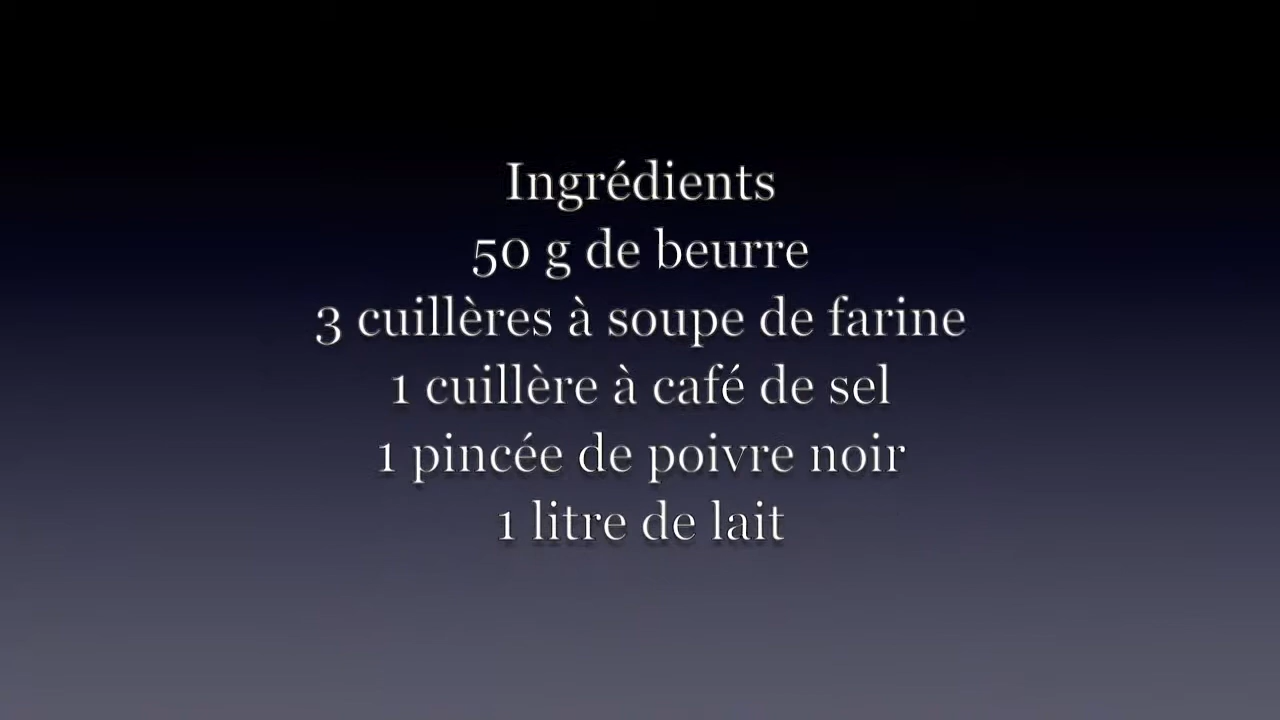 Ingrédients
50 g de beurre
3 cuillères à soupe de farine
1 cuillère à café de sel
1 pincée de poivre noir
1 litre de lait